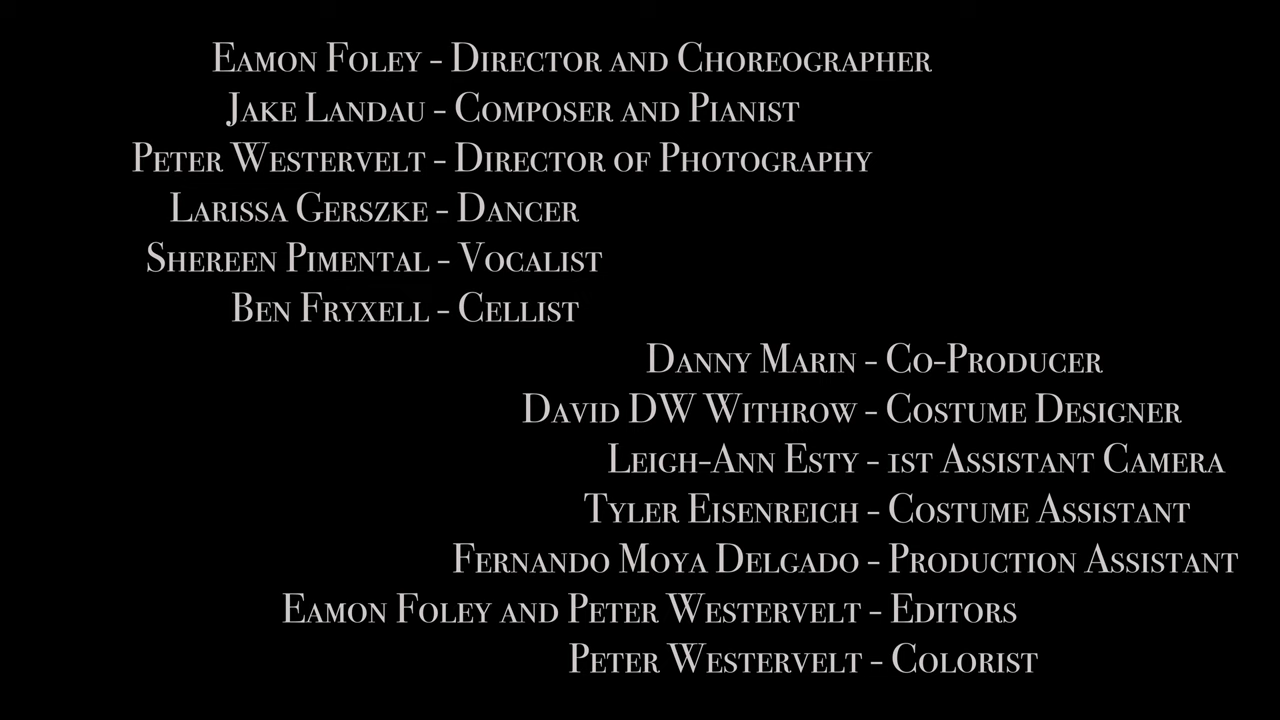 Eamon Foley - Director and Choreographer
Jake Landau - Composer and Pianist
Peter Westervelt - Director of Photography
Larissa Gerszke - Dancer
Shereen Pimental - Vocalist
Ben Fryxell - Cellist
Danny Marin - Co-Producer
David DW Withrow - Costume Designer
Leigh-Ann Esty - 1st Assistant Camera
Tyler Eisenreich - Costume Assistant
Fernando Moya Delgado - Production Assistant
Eamon Foley and Peter Westervelt - Editors
Peter Westervelt - Colorist